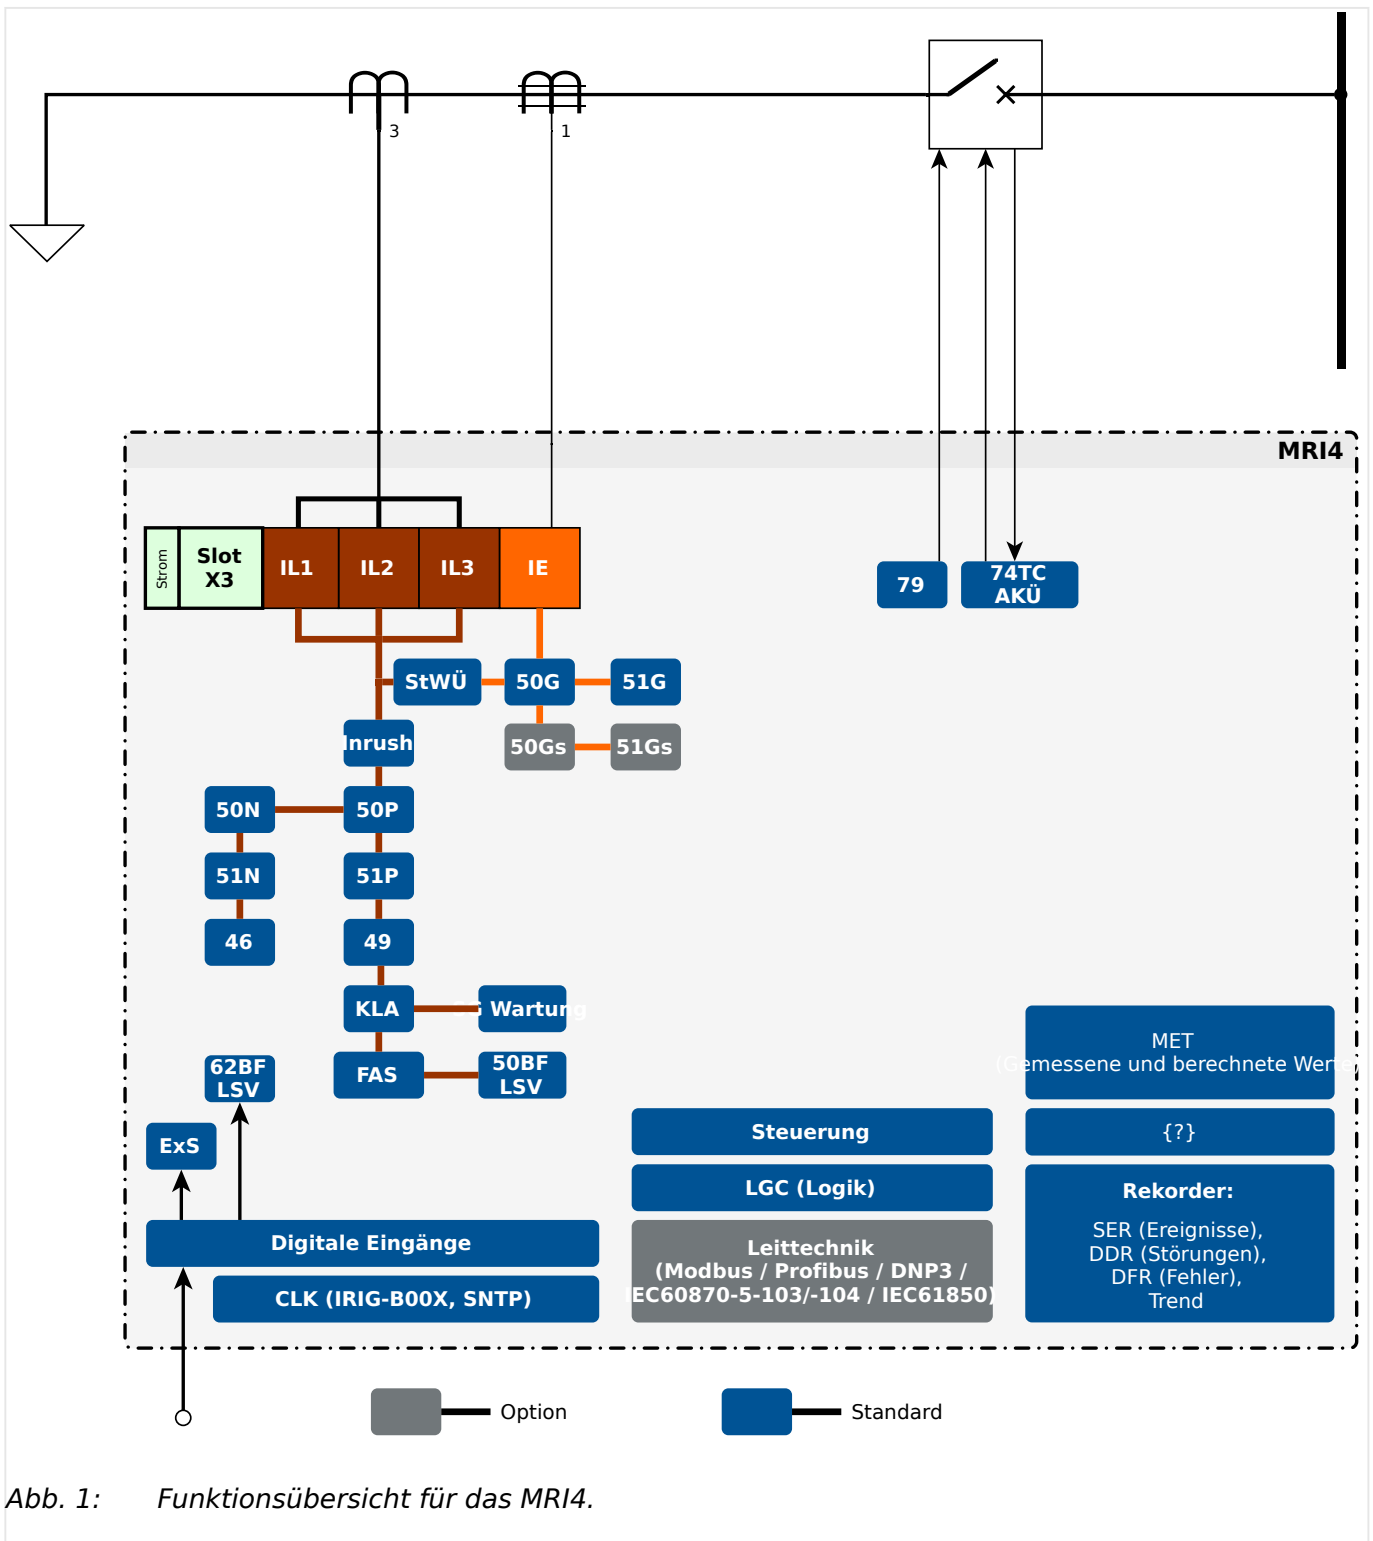 3
1
MRI4
Strom
Slot
X3
IL1
IL2
IL3
IE
79
74TC
AKÜ
StWÜ
50G
51G
Inrush
50Gs
51Gs
50N
50P
51N
51P
46
49
KLA
SG Wartung
62BF
LSV
FAS
50BF
LSV
MET
(Gemessene und berechnete Werte)
ExS
Steuerung
{?}
LGC (Logik)
Rekorder:
SER (Ereignisse),
DDR (Störungen),
DFR (Fehler),
Trend
Digitale Eingänge
Leittechnik
(Modbus / Profibus / DNP3 /
IEC60870-5-103/-104 / IEC61850)
CLK (IRIG-B00X, SNTP)
Option
Standard
Abb. 1: Funktionsübersicht für das MRI4.